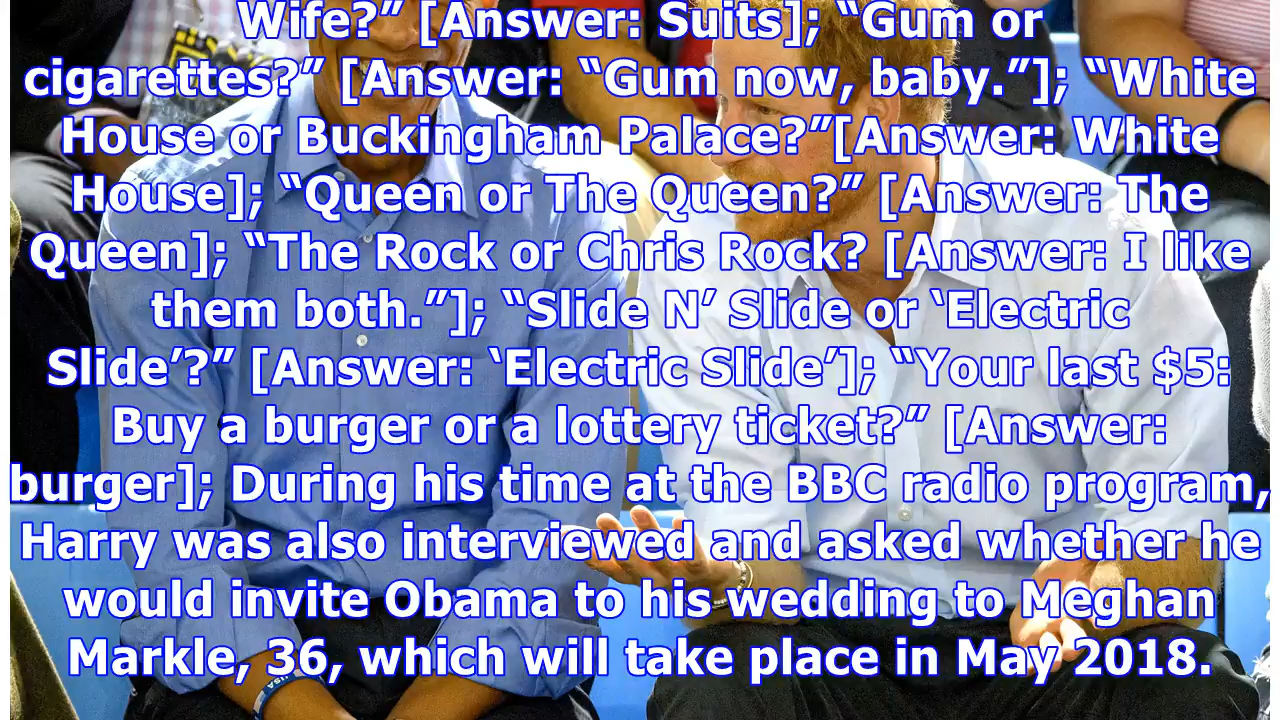 Wife?” [Answer: Suits]; “Gum or
cigarettes?” [Answer: “Gum now, baby.”]; “White
House or Buckingham Palace?”[Answer: White
House]; “Queen or The Queen?” [Answer: The
Queen]; “The Rock or Chris Rock? [Answer: I like
them both.”]; “Slide N’ Slide or ‘Electric
Slide’?” [Answer: ‘Electric Slide’]; “Your last $5:
Buy a burger or a lottery ticket?” [Answer:
burger]; During his time at the BBC radio program,
Harry was also interviewed and asked whether he
would invite Obama to his wedding to Meghan
Markle, 36, which will take place in May 2018.
USA